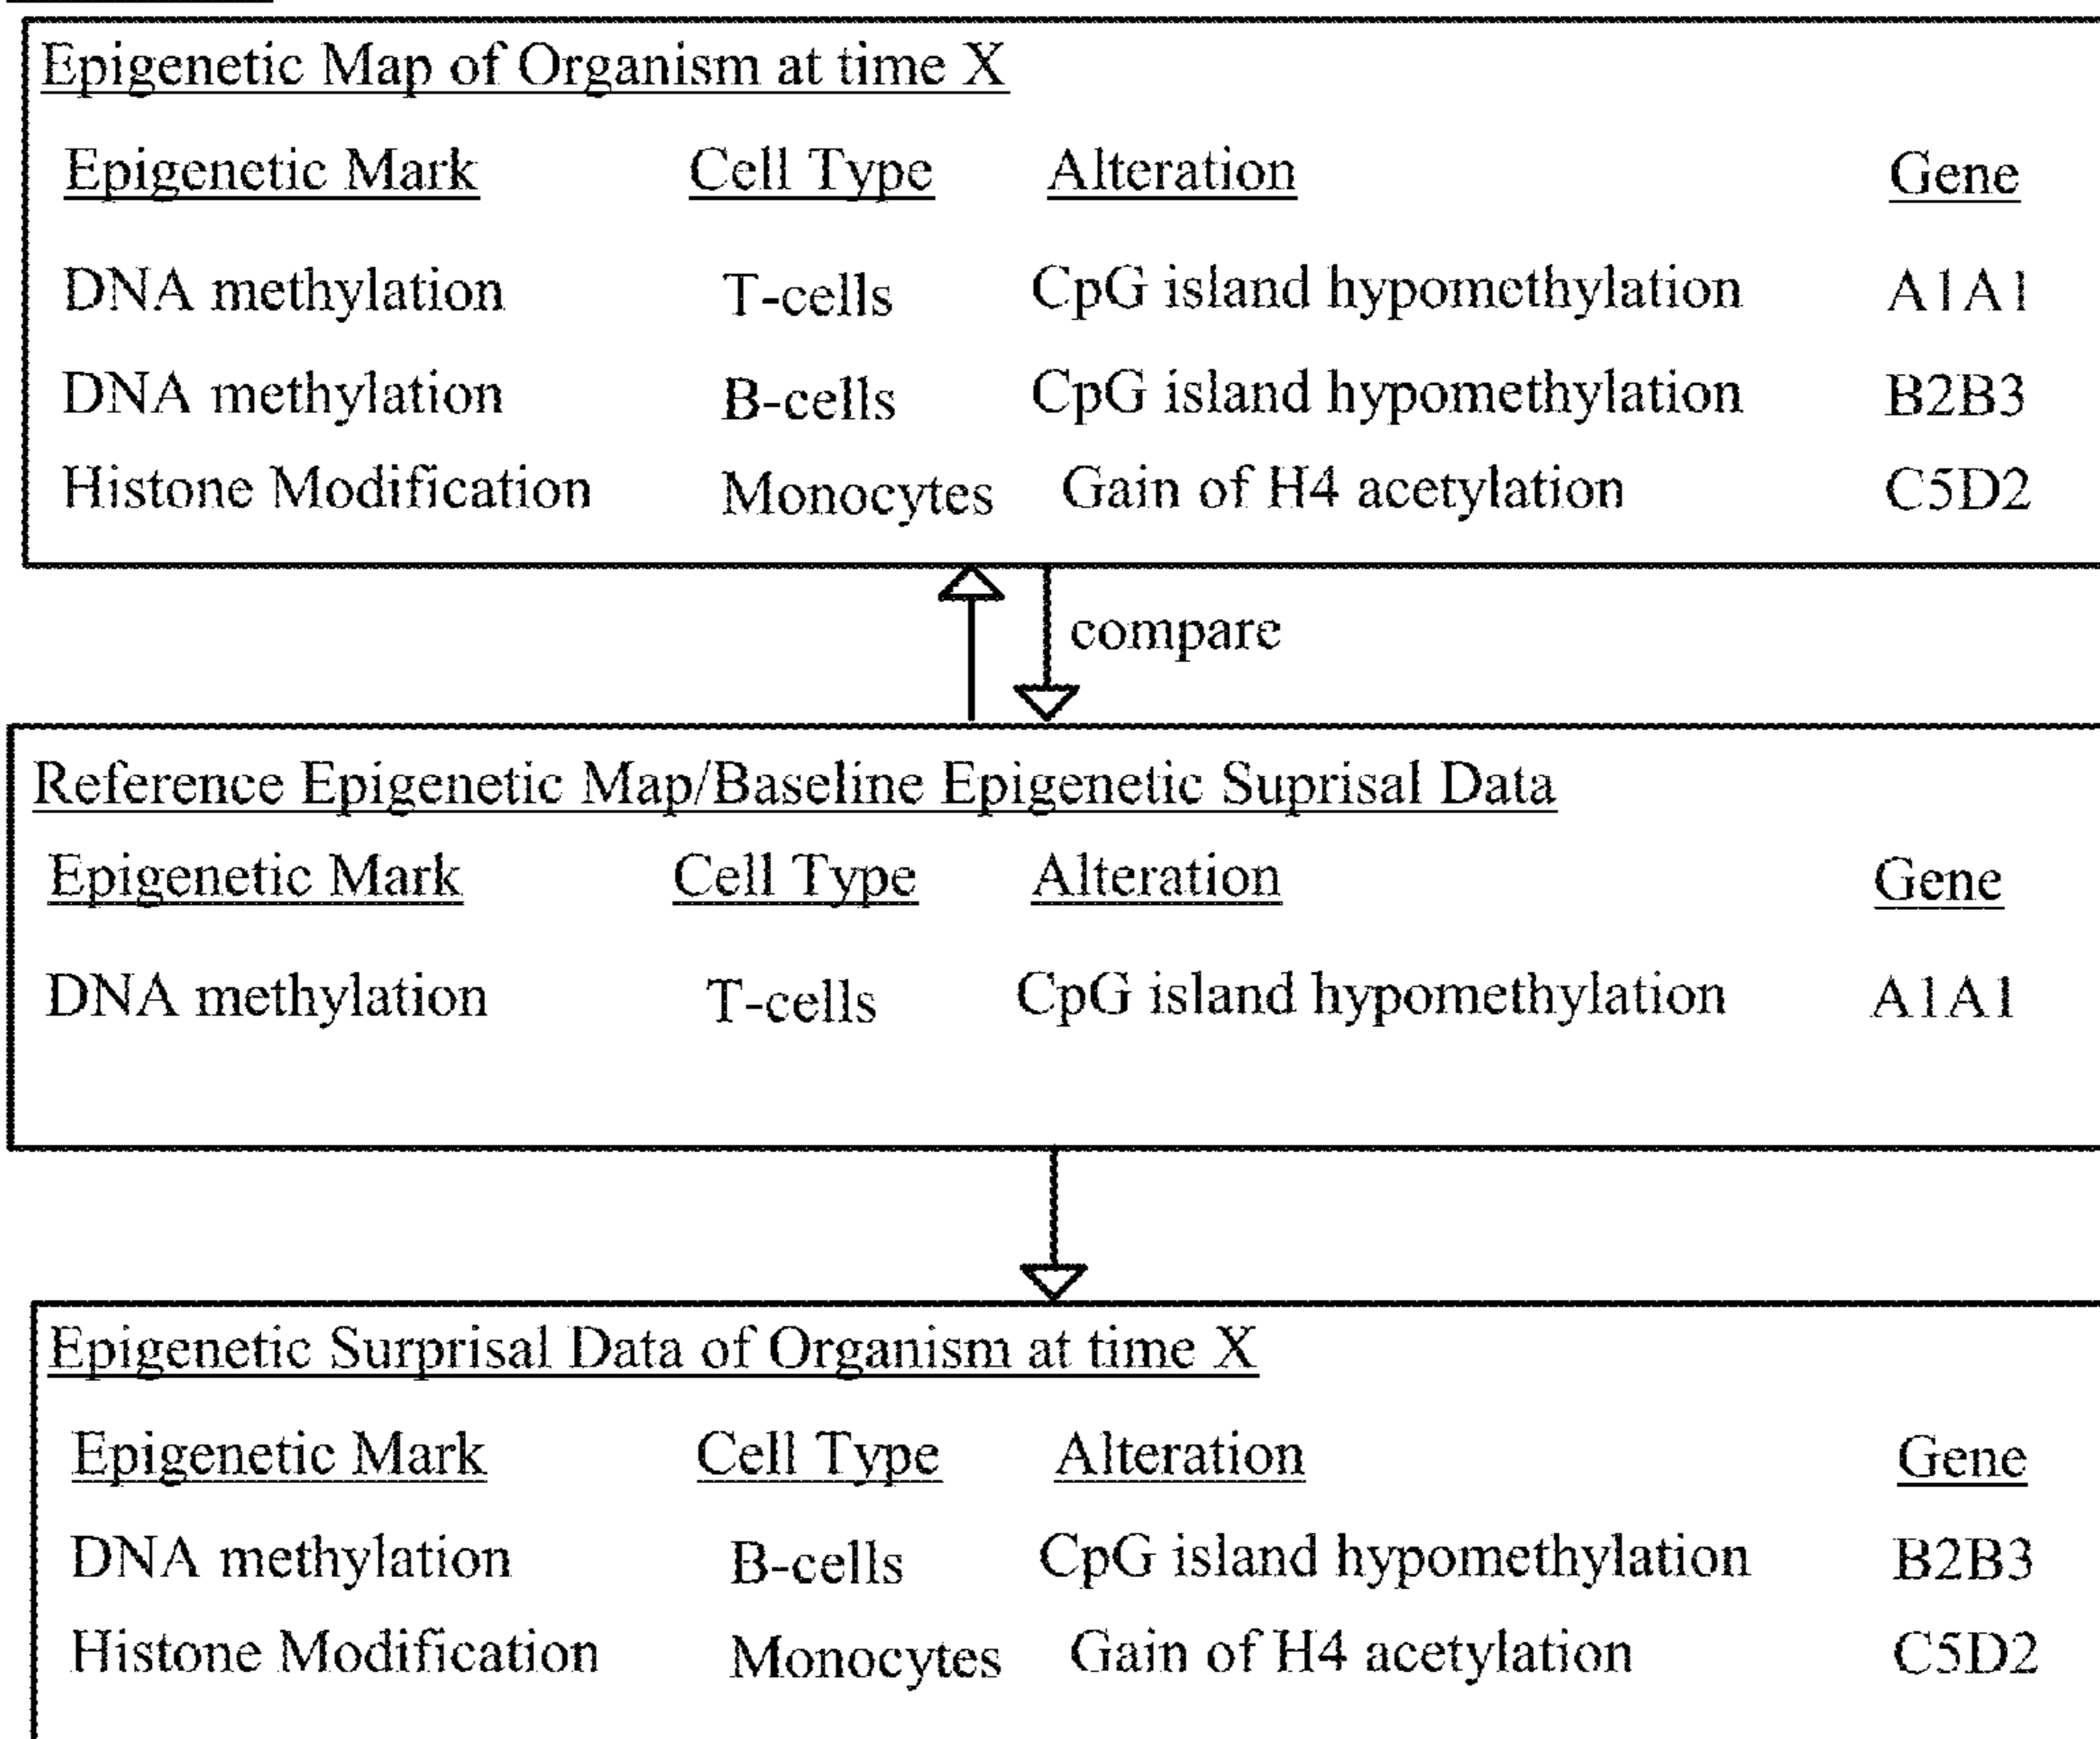 Epigenetic Map of Organism at time X
Epigenetic Mark Cell Type Alteration Gene
DNA methylation T-cells CpG island hypomethylation A1A1
DNA methylation B-cells CpG island hypomethylation B2B3
Histone Modification Monocytes Gain of H4 acetylation C5D2
compare
Reference Epigenetic Map/Baseline Epigenetic Suprisal Data
Epigenetic Mark Cell Type Alteration Gene
DNA methylation T-cells CpG island hypomethylation A1A1
Epigenetic Surprisal Data of Organism at time X
Epigenetic Mark Cell Type Alteration Gene
DNA methylation B-cells CpG island hypomethylation B2B3
Histone Modification Monocytes Gain of H4 acetylation C5D2